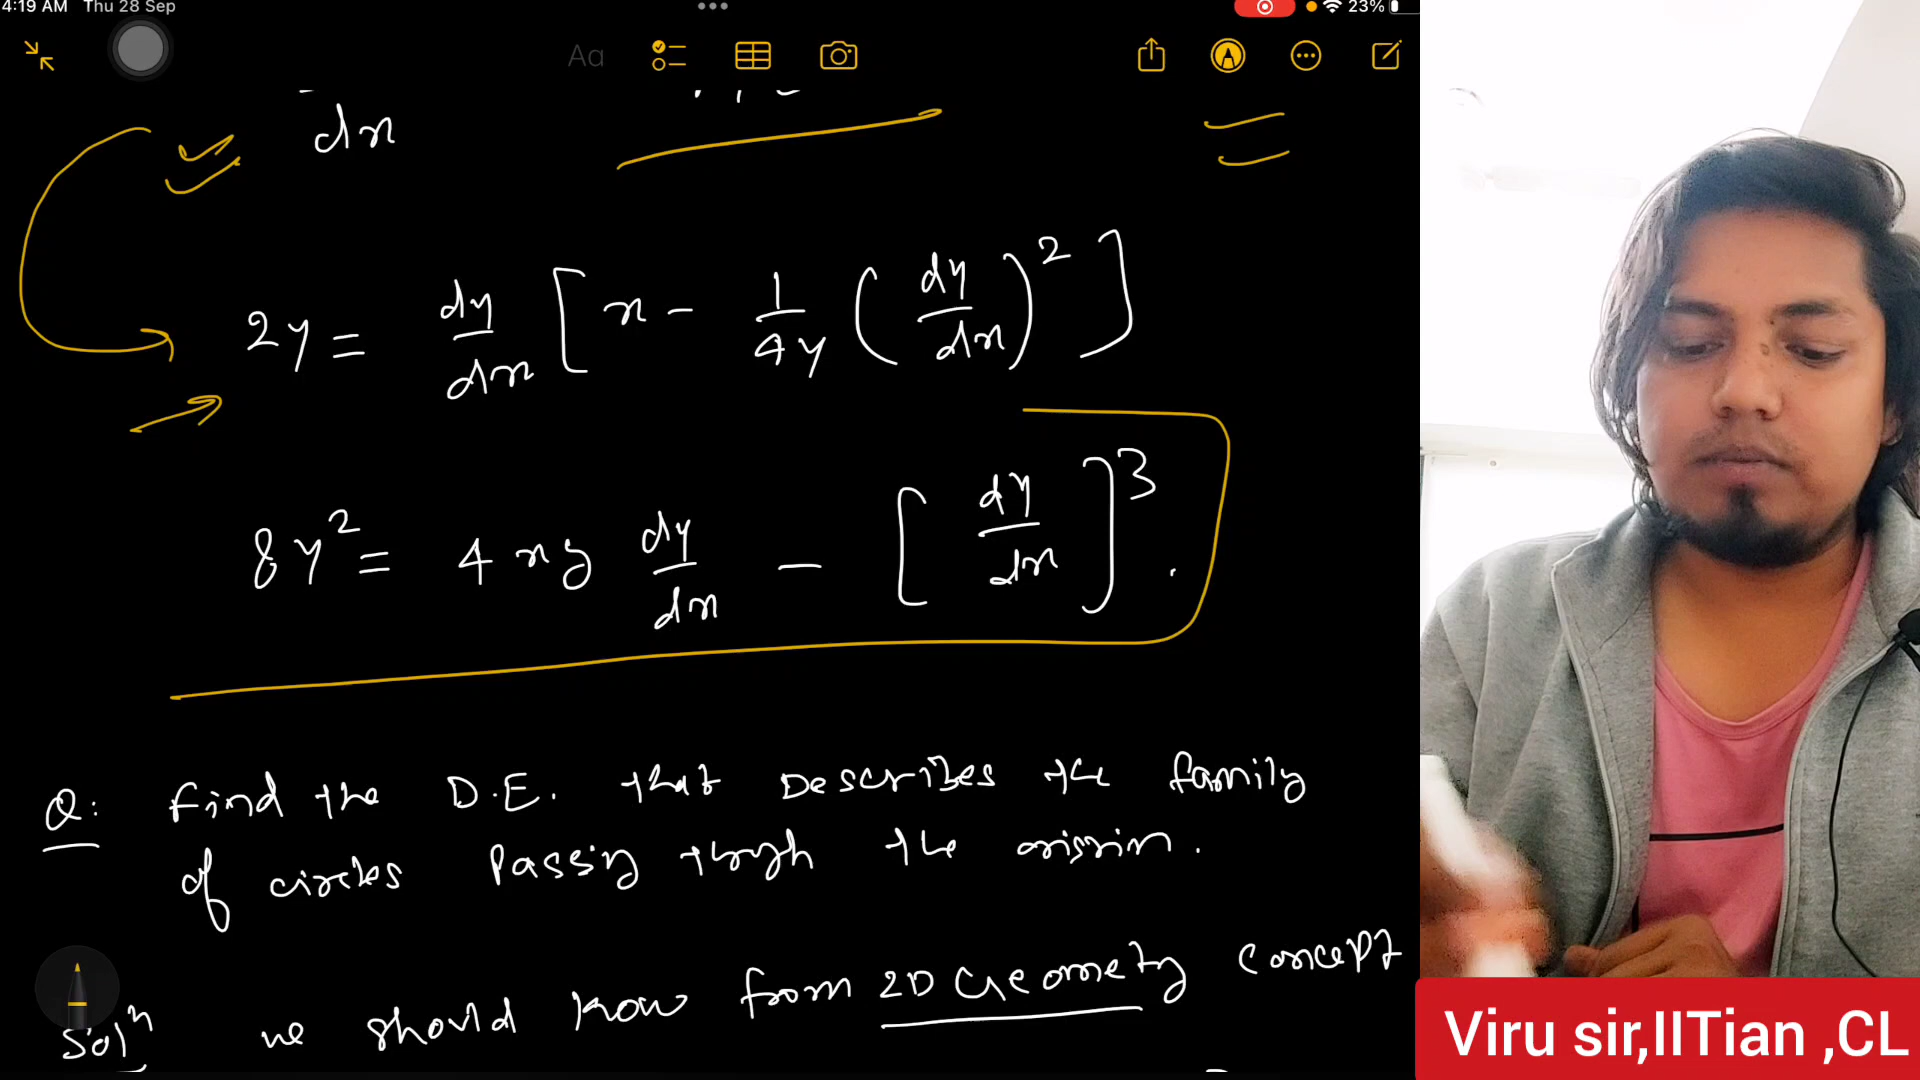 4:19 AM Thu 28 Sep
23%
Aa
dx
2y = dy/dx [ x - 1/4y ( dy/dx )^2 ]
8y^2 = 4xy dy/dx - [ dy/dx ]^3 .
Q: Find the D.E. that Describes the family
of circles Passing through the origin.
Sol^n we should know from 2D Geometry concept
Viru sir,IITian ,CL